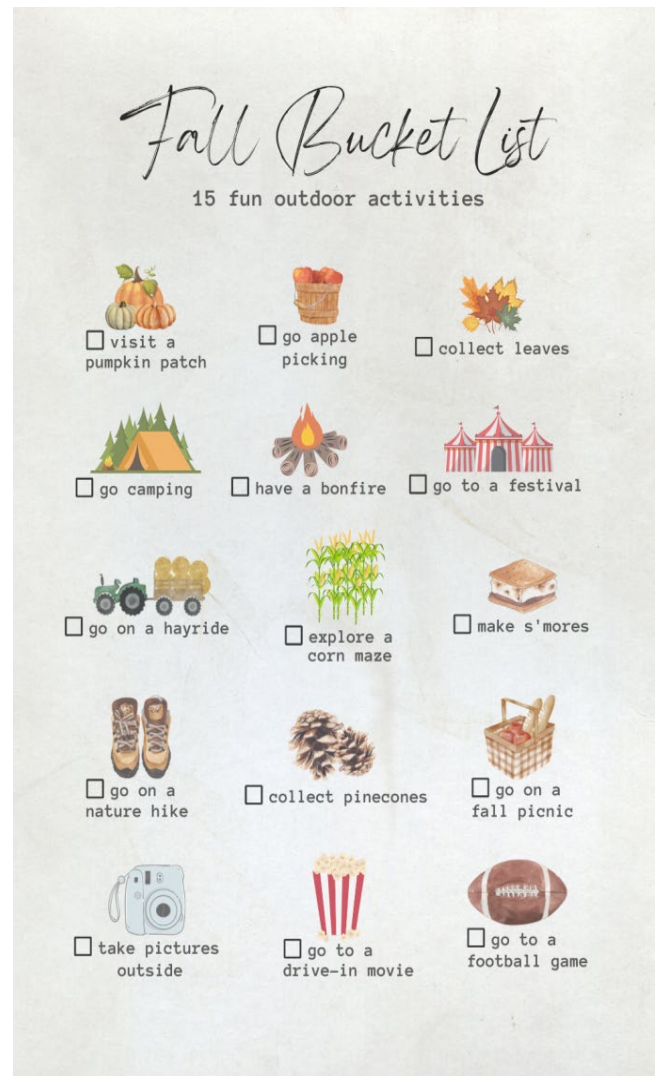 Fall Bucket List
15 fun outdoor activities
visit a
pumpkin patch
go apple
picking
collect leaves
go camping
have a bonfire
go to a festival
go on a hayride
explore a
corn maze
make s'mores
go on a
nature hike
collect pinecones
go on a
fall picnic
take pictures
outside
go to a
drive-in movie
go to a
football game